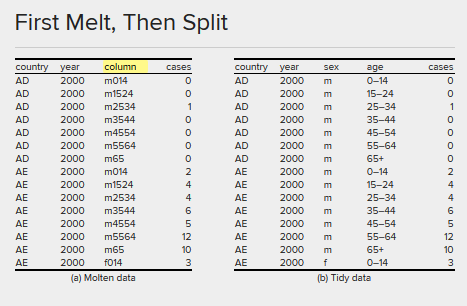 First Melt, Then Split
country year column cases country year sex age cases
AD 2000 m014 0 AD 2000 m 0–14 0
AD 2000 m1524 0 AD 2000 m 15–24 0
AD 2000 m2534 1 AD 2000 m 25–34 1
AD 2000 m3544 0 AD 2000 m 35–44 0
AD 2000 m4554 0 AD 2000 m 45–54 0
AD 2000 m5564 0 AD 2000 m 55–64 0
AD 2000 m65 0 AD 2000 m 65+ 0
AE 2000 m014 2 AE 2000 m 0–14 2
AE 2000 m1524 4 AE 2000 m 15–24 4
AE 2000 m2534 4 AE 2000 m 25–34 4
AE 2000 m3544 6 AE 2000 m 35–44 6
AE 2000 m4554 5 AE 2000 m 45–54 5
AE 2000 m5564 12 AE 2000 m 55–64 12
AE 2000 m65 10 AE 2000 m 65+ 10
AE 2000 f014 3 AE 2000 f 0–14 3
(a) Molten data (b) Tidy data